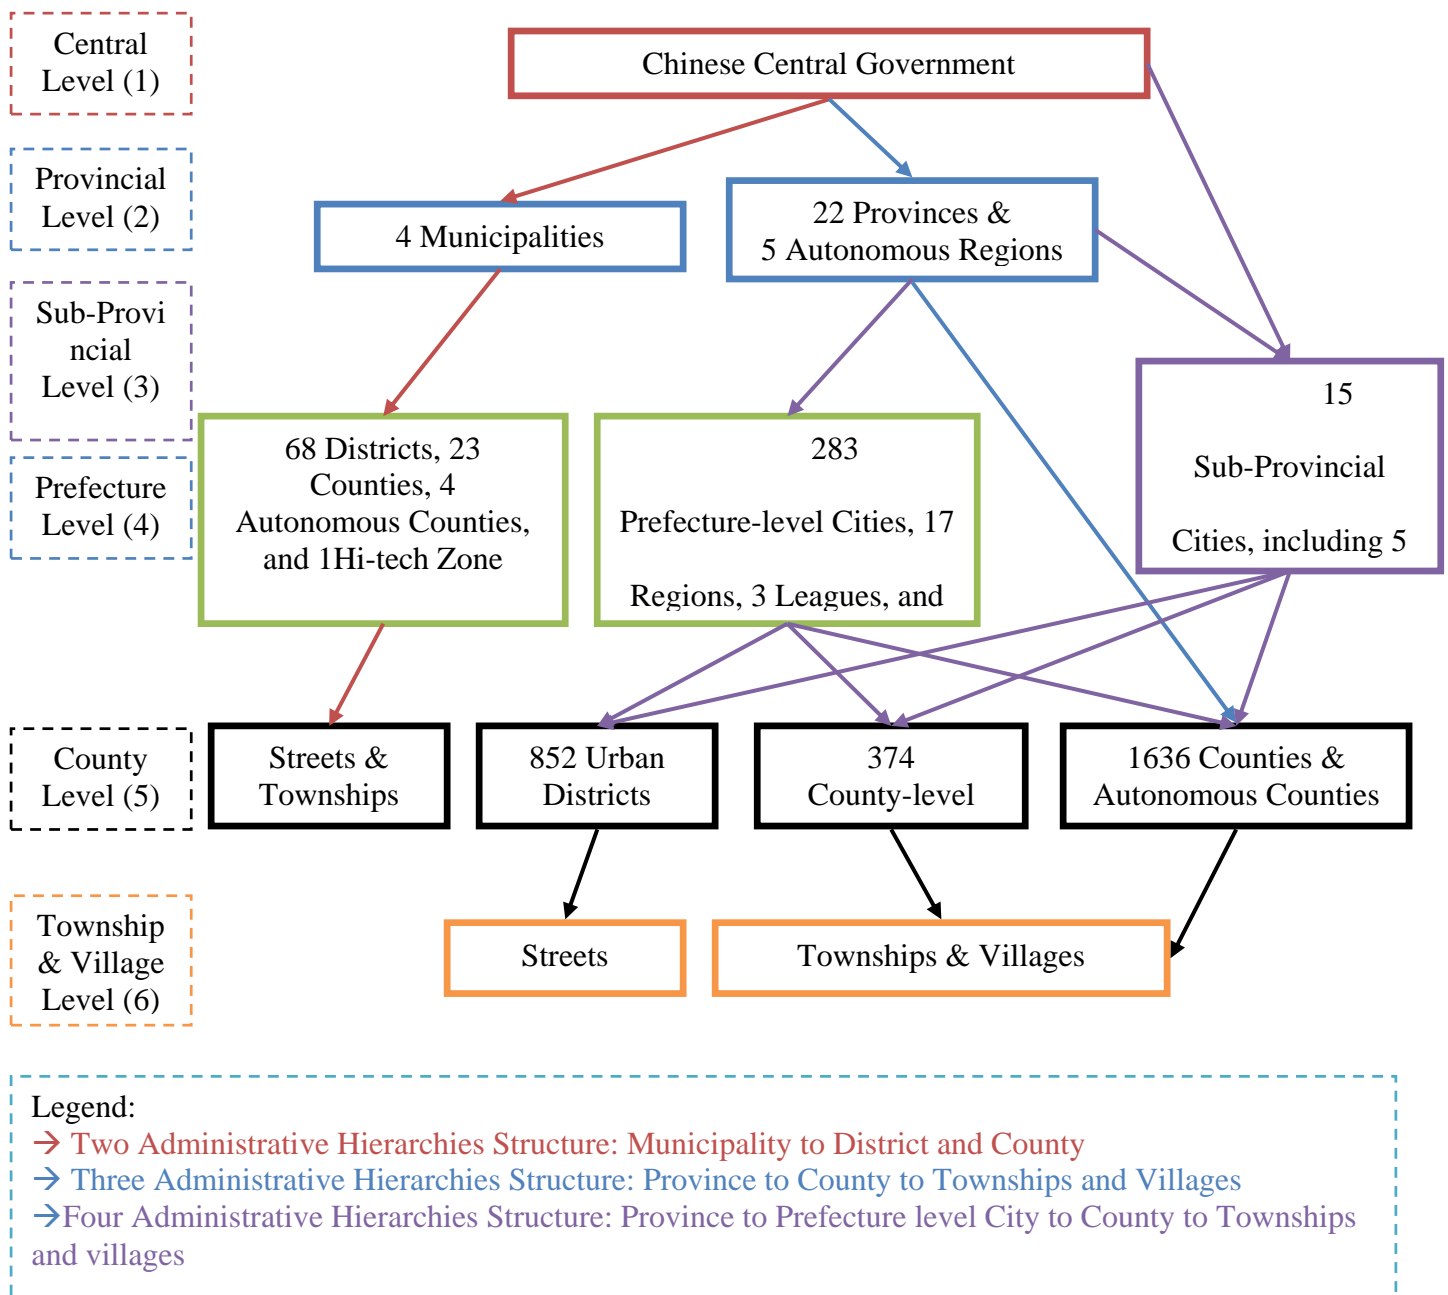 Central
Level (1)
Chinese Central Government
Provincial
Level (2)
4 Municipalities
22 Provinces &
5 Autonomous Regions
Sub-Provi
ncial
Level (3)
15
Sub-Provincial
Cities, including 5
Prefecture
Level (4)
68 Districts, 23
Counties, 4
Autonomous Counties,
and 1Hi-tech Zone
283
Prefecture-level Cities, 17
Regions, 3 Leagues, and
County
Level (5)
Streets &
Townships
852 Urban
Districts
374
County-level
1636 Counties &
Autonomous Counties
Township
& Village
Level (6)
Streets
Townships & Villages
Legend:
→ Two Administrative Hierarchies Structure: Municipality to District and County
→ Three Administrative Hierarchies Structure: Province to County to Townships and Villages
→Four Administrative Hierarchies Structure: Province to Prefecture level City to County to Townships
and villages